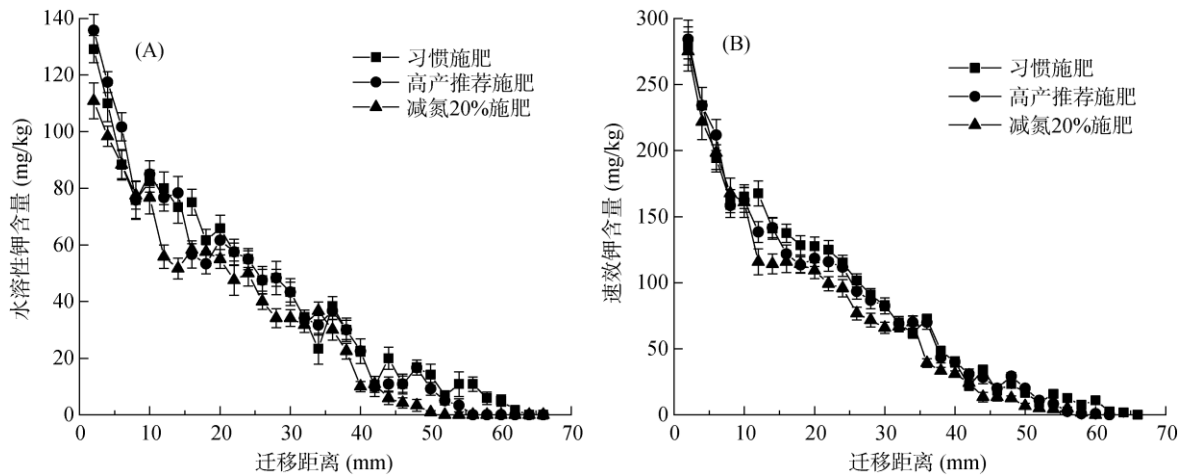 140
120
100
80
60
40
20
0
水溶性钾含量 (mg/kg)
(A)
习惯施肥
高产推荐施肥
减氮20%施肥
0 10 20 30 40 50 60 70
迁移距离 (mm)
300
250
200
150
100
50
0
速效钾含量 (mg/kg)
(B)
习惯施肥
高产推荐施肥
减氮20%施肥
0 10 20 30 40 50 60 70
迁移距离 (mm)